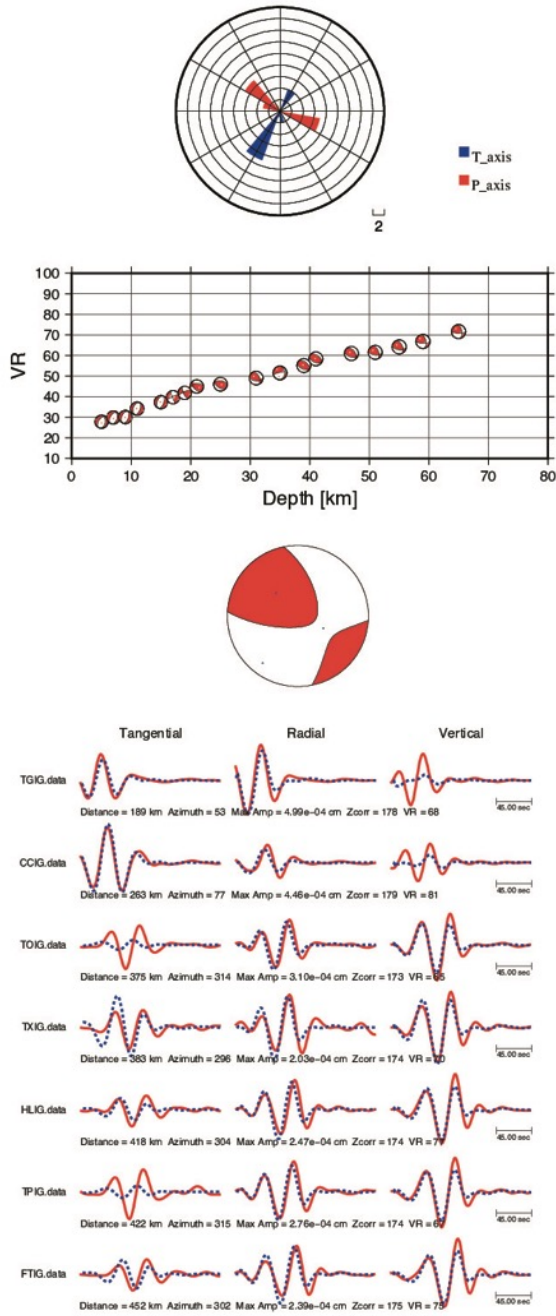 T_axis
P_axis
2
100
90
80
70
60
50
40
30
20
10
VR
0 10 20 30 40 50 60 70 80
Depth [km]
Tangential Radial Vertical
TGIG.data
45.00 sec
Distance = 189 km Azimuth = 53 Max Amp = 4.99e-04 cm Zcorr = 178 VR = 68
CCIG.data
45.00 sec
Distance = 263 km Azimuth = 77 Max Amp = 4.46e-04 cm Zcorr = 179 VR = 81
TOIG.data
45.00 sec
Distance = 375 km Azimuth = 314 Max Amp = 3.10e-04 cm Zcorr = 173 VR =
TXIG.data
45.00 sec
Distance = 383 km Azimuth = 296 Max Amp = 2.03e-04 cm Zcorr = 174 VR =
HLIG.data
45.00 sec
Distance = 418 km Azimuth = 304 Max Amp = 2.47e-04 cm Zcorr = 174 VR =
TPIG.data
45.00 sec
Distance = 422 km Azimuth = 315 Max Amp = 2.76e-04 cm Zcorr = 174 VR =
FTIG.data
45.00 sec
Distance = 452 km Azimuth = 302 Max Amp = 2.39e-04 cm Zcorr = 175 VR =